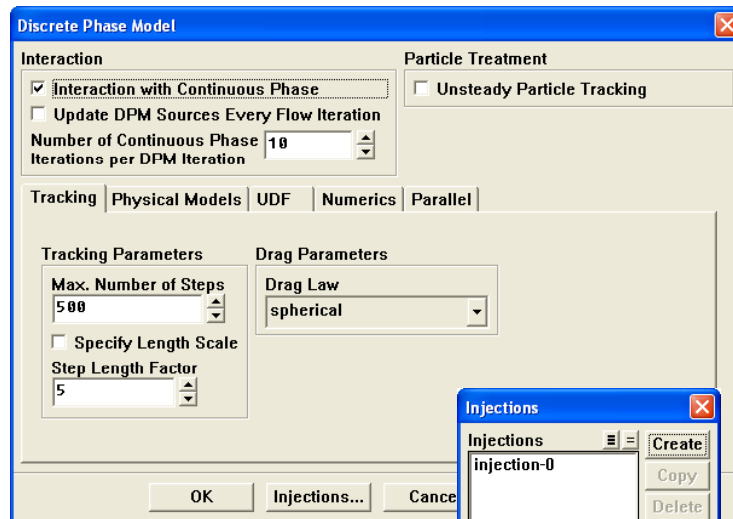 Discrete Phase Model
Interaction
Interaction with Continuous Phase
Update DPM Sources Every Flow Iteration
Number of Continuous Phase
Iterations per DPM Iteration
10
Particle Treatment
Unsteady Particle Tracking
Tracking
Physical Models
UDF
Numerics
Parallel
Tracking Parameters
Max. Number of Steps
500
Specify Length Scale
Step Length Factor
5
Drag Parameters
Drag Law
spherical
OK
Injections...
Cance
Injections
Injections
injection-0
Create
Copy
Delete